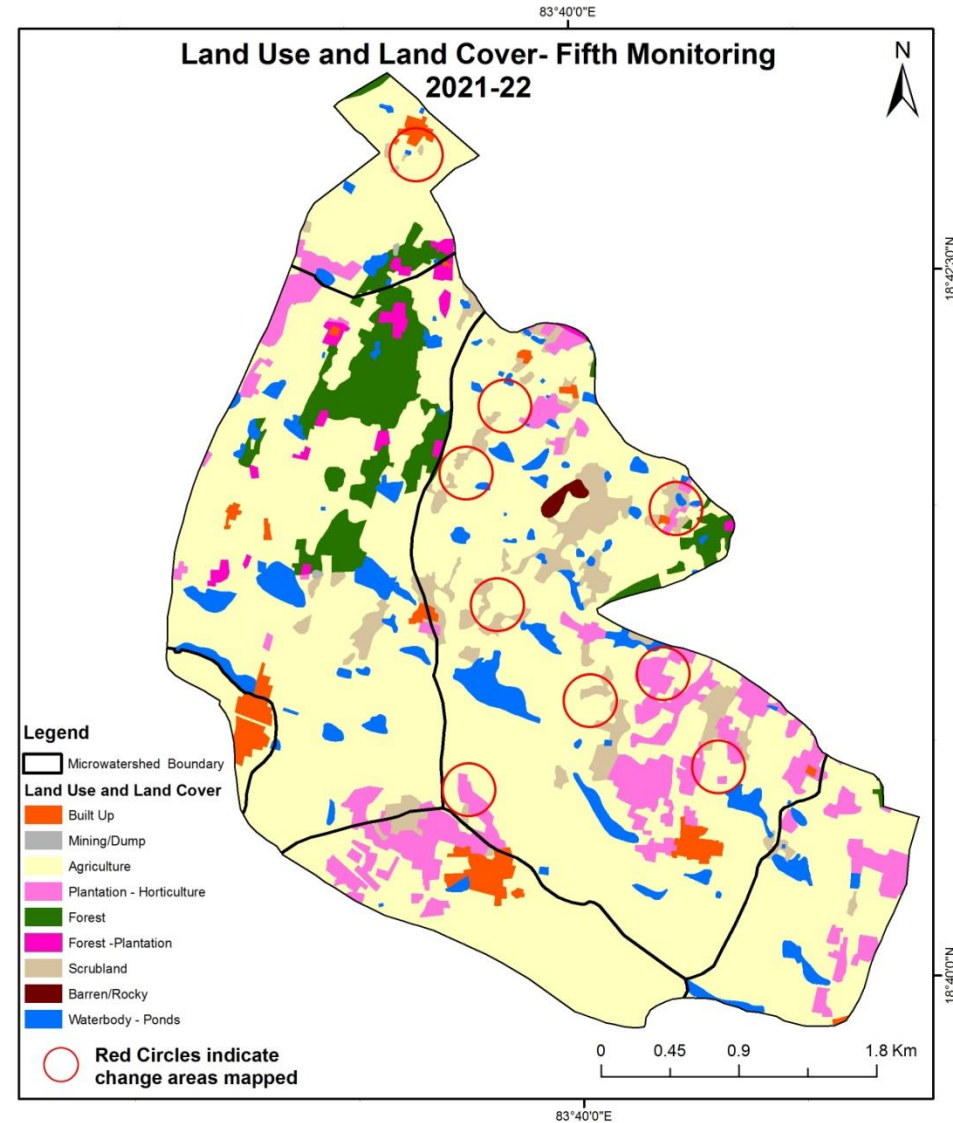 83°40'0"E
Land Use and Land Cover- Fifth Monitoring
2021-22
N
18°42'30"N
Legend
Microwatershed Boundary
Land Use and Land Cover
Built Up
Mining/Dump
Agriculture
Plantation - Horticulture
Forest
Forest -Plantation
Scrubland
Barren/Rocky
Waterbody - Ponds
Red Circles indicate
change areas mapped
18°40'0"N
0 0.45 0.9 1.8 Km
83°40'0"E